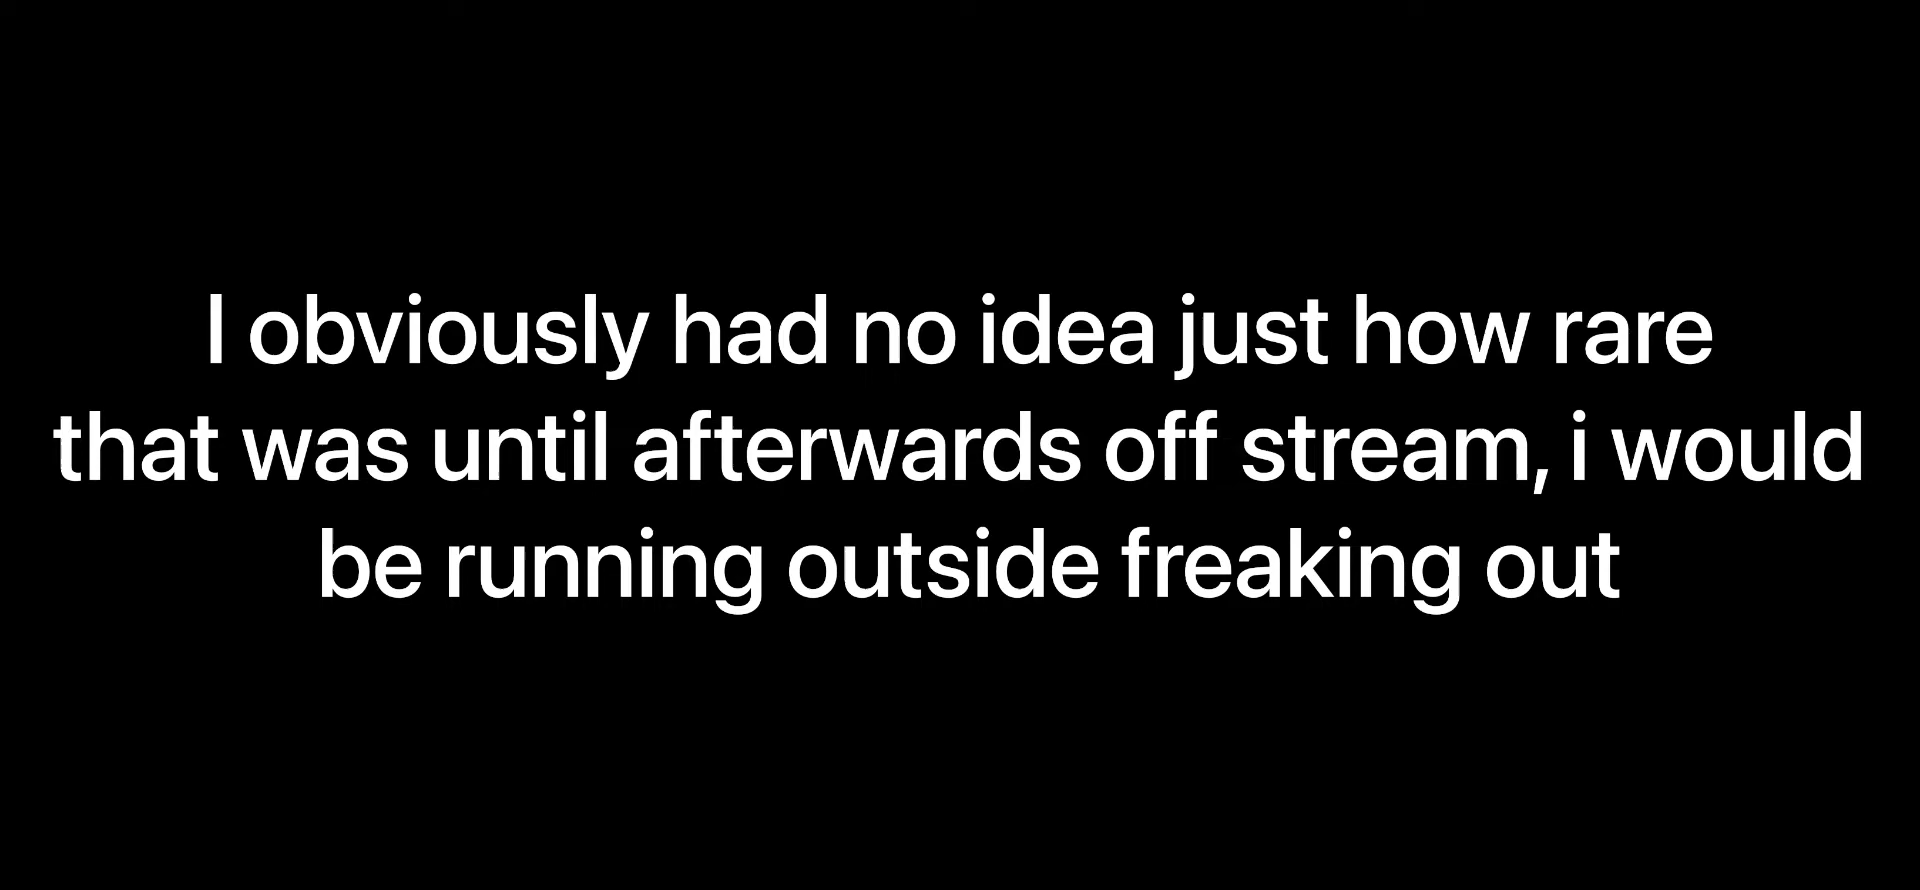 I obviously had no idea just how rare
that was until afterwards off stream, i would
be running outside freaking out